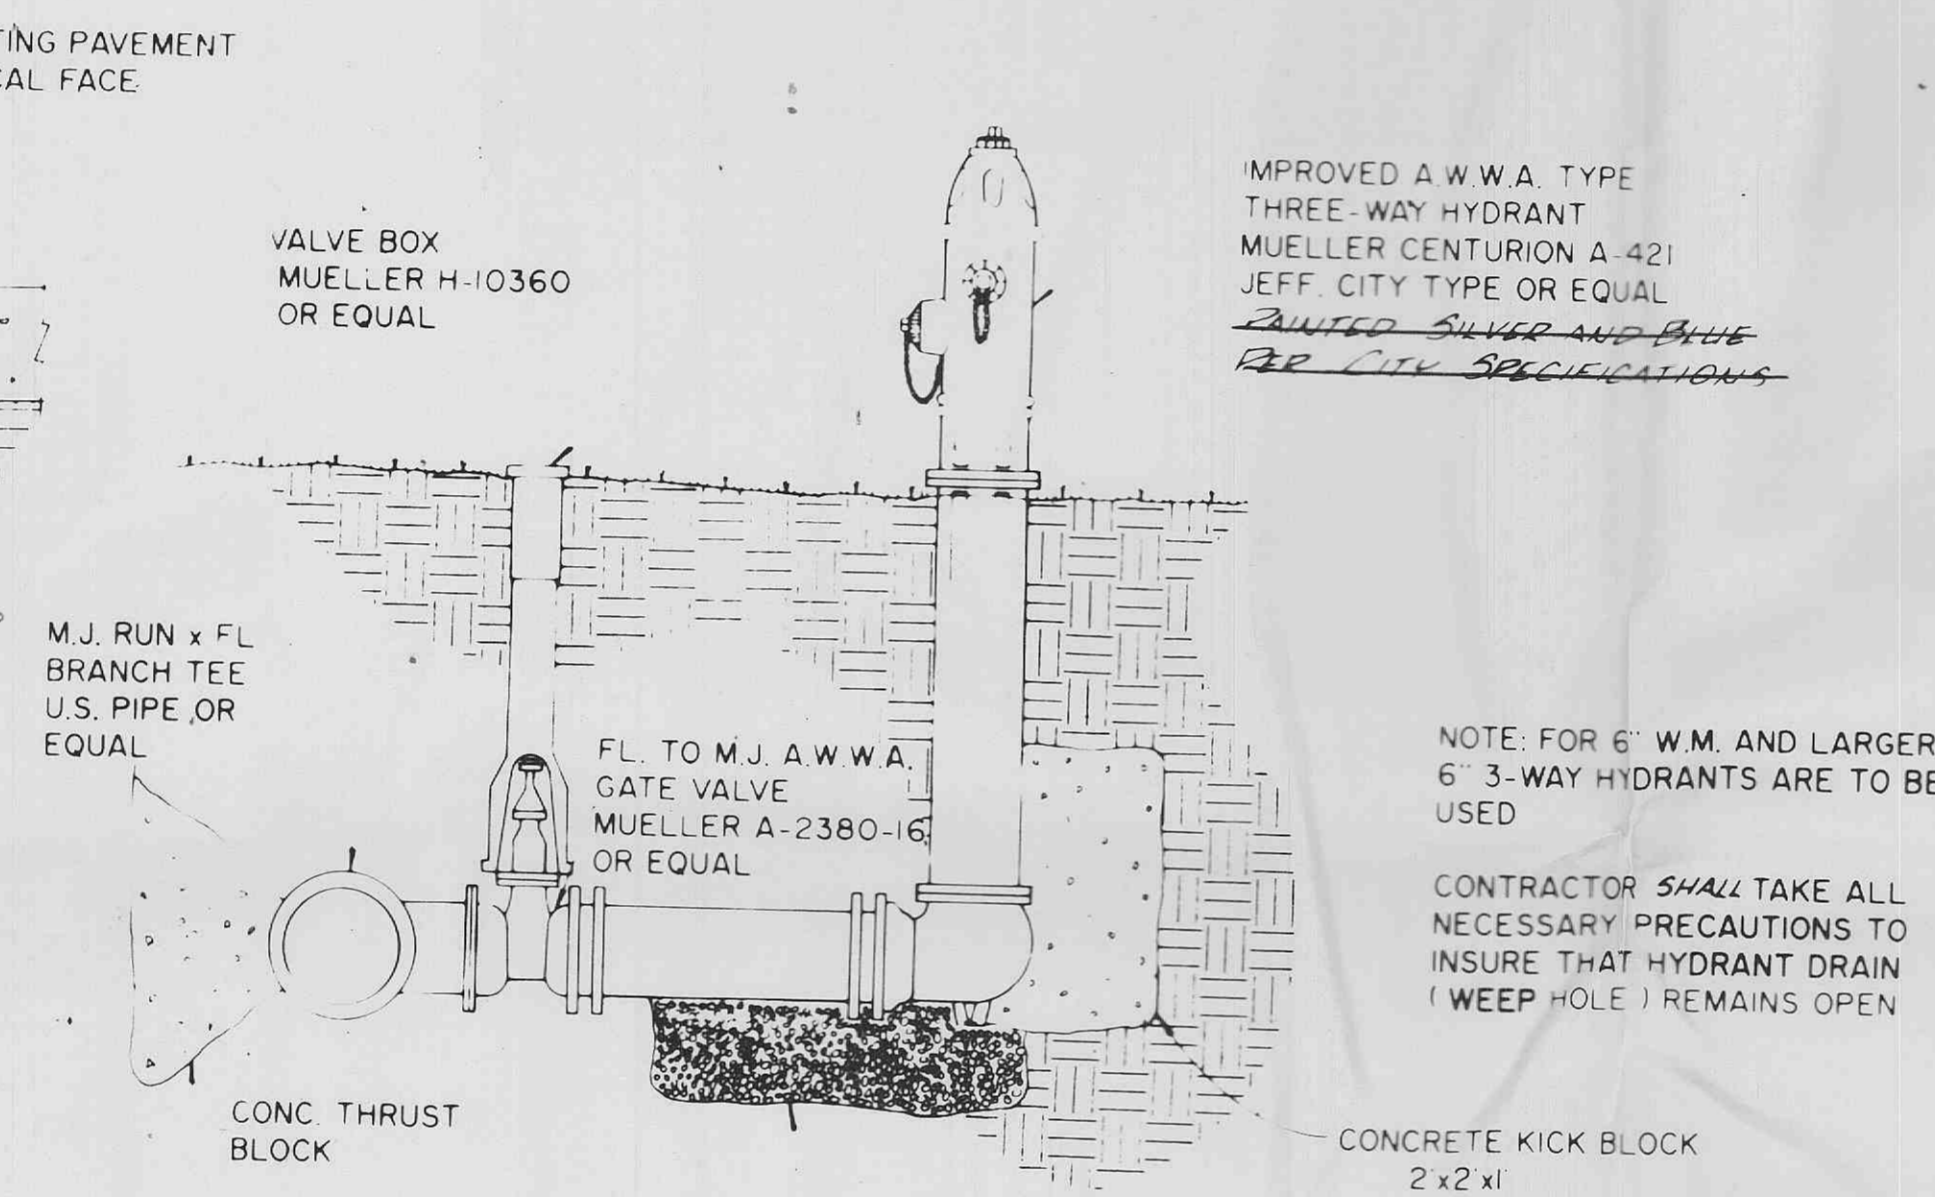 TING PAVEMENT
CAL FACE
VALVE BOX
MUELLER H-10360
OR EQUAL
IMPROVED A.W.W.A. TYPE
THREE-WAY HYDRANT
MUELLER CENTURION A-421
JEFF. CITY TYPE OR EQUAL
PAINTED SILVER AND BLUE
PER CITY SPECIFICATIONS
M.J. RUN x FL
BRANCH TEE
U.S. PIPE OR
EQUAL
FL. TO M.J. A.W.W.A.
GATE VALVE
MUELLER A-2380-16
OR EQUAL
NOTE: FOR 6" W.M. AND LARGER
6" 3-WAY HYDRANTS ARE TO BE
USED
CONTRACTOR SHALL TAKE ALL
NECESSARY PRECAUTIONS TO
INSURE THAT HYDRANT DRAIN
(WEEP HOLE) REMAINS OPEN
CONC. THRUST
BLOCK
CONCRETE KICK BLOCK
2'x2'x1'